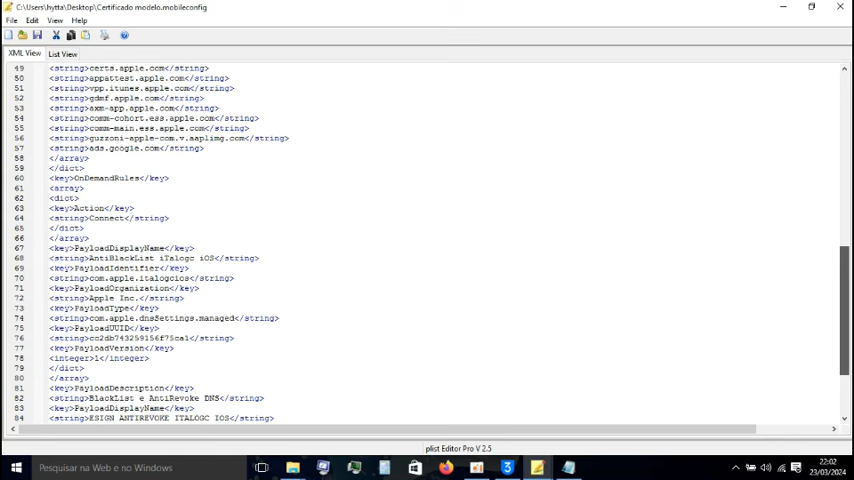 C:\Users\hytta\Desktop\Certificado modelo.mobileconfig
File Edit View Help
XML View List View
49 <string>certs.apple.com</string>
50 <string>appattest.apple.com</string>
51 <string>vpp.itunes.apple.com</string>
52 <string>gdmf.apple.com</string>
53 <string>axm-app.apple.com</string>
54 <string>comm-cohort.ess.apple.com</string>
55 <string>comm-main.ess.apple.com</string>
56 <string>guzzoni-apple-com.v.aaplimg.com</string>
57 <string>ads.google.com</string>
58 </array>
59 </dict>
60 <key>OnDemandRules</key>
61 <array>
62 <dict>
63 <key>Action</key>
64 <string>Connect</string>
65 </dict>
66 </array>
67 <key>PayloadDisplayName</key>
68 <string>AntiBlackList iTalogc iOS</string>
69 <key>PayloadIdentifier</key>
70 <string>com.apple.italogcios</string>
71 <key>PayloadOrganization</key>
72 <string>Apple Inc.</string>
73 <key>PayloadType</key>
74 <string>com.apple.dnsSettings.managed</string>
75 <key>PayloadUUID</key>
76 <string>cc2db743259156f75ca1</string>
77 <key>PayloadVersion</key>
78 <integer>1</integer>
79 </dict>
80 </array>
81 <key>PayloadDescription</key>
82 <string>BlackList e AntiRevoke DNS</string>
83 <key>PayloadDisplayName</key>
84 <string>ESIGN ANTIREVOKE ITALOGC IOS</string>
plist Editor Pro V 2.5
Pesquisar na Web e no Windows
22:02
23/03/2024